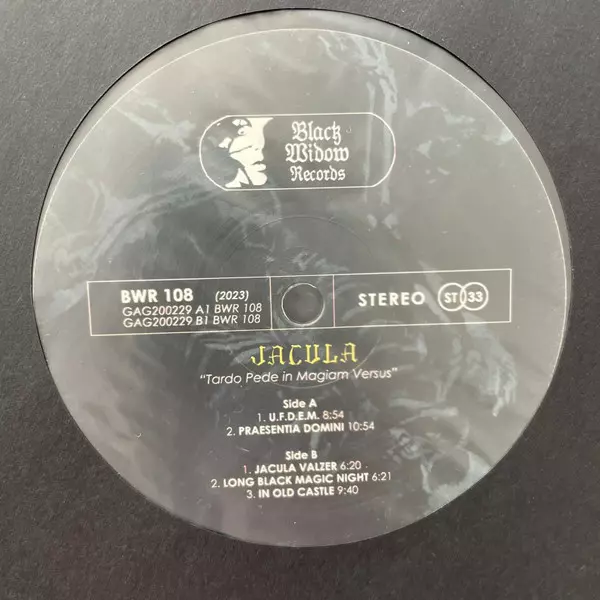 Black
Widow
Records
BWR 108 (2023)
GAG200229 A1 BWR 108
GAG200229 B1 BWR 108
STEREO ST 33
JACULA
"Tardo Pede in Magiam Versus"
Side A
1. U.F.D.E.M. 8:54
2. PRAESENTIA DOMINI 10:54
Side B
1. JACULA VALZER 6:20
2. LONG BLACK MAGIC NIGHT 6:21
3. IN OLD CASTLE 9:40